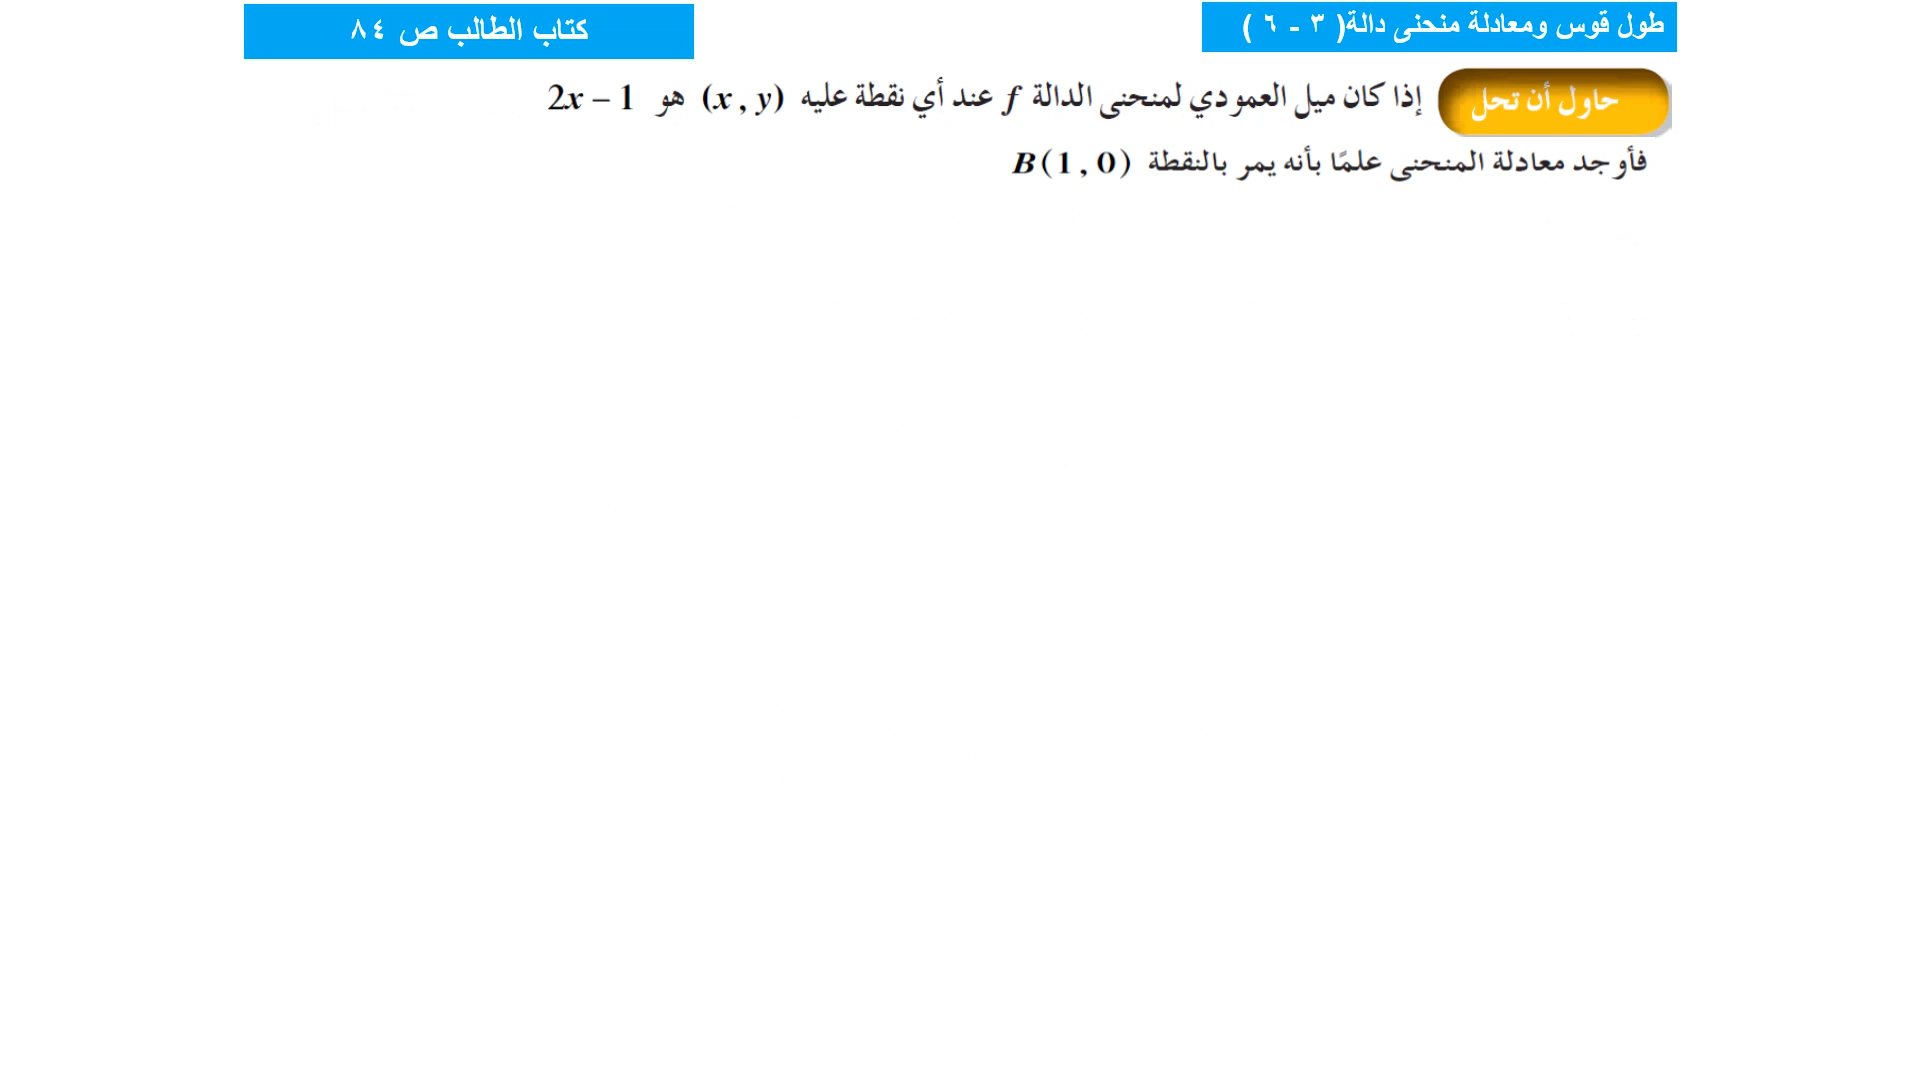 طول قوس ومعادلة منحنى دالة( ٣ - ٦ )
كتاب الطالب ص ٨٤
حاول أن تحل إذا كان ميل العمودي لمنحنى الدالة f عند أي نقطة عليه (x , y) هو 2x – 1
فأوجد معادلة المنحنى علمًا بأنه يمر بالنقطة B(1 , 0)